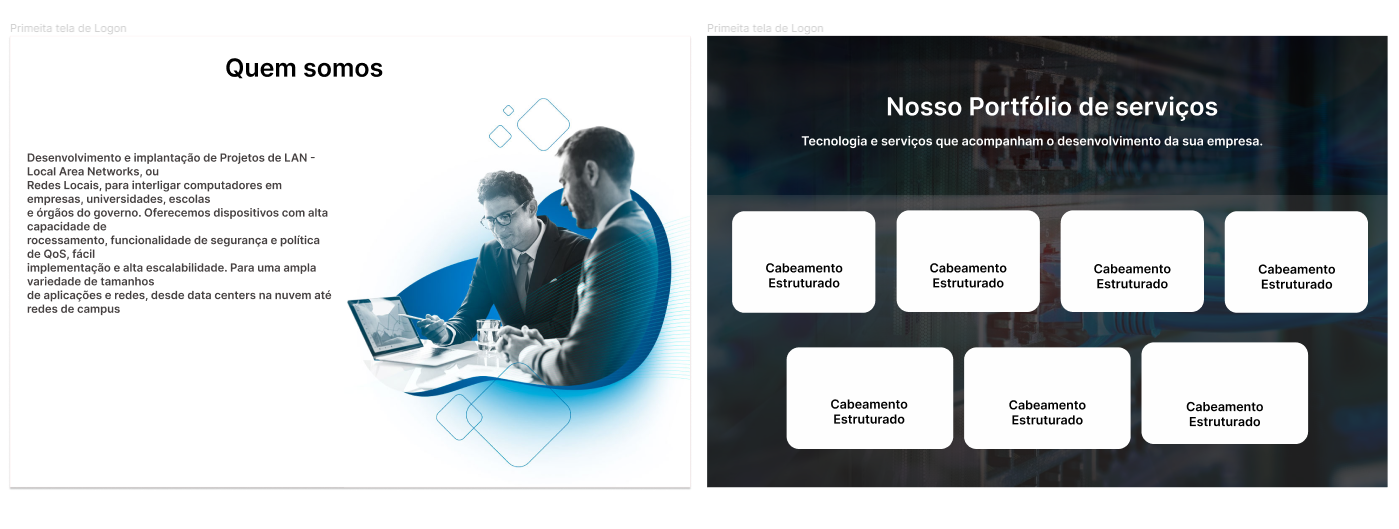 Primeita tela de Logon
Quem somos
Desenvolvimento e implantação de Projetos de LAN -
Local Area Networks, ou
Redes Locais, para interligar computadores em
empresas, universidades, escolas
e órgãos do governo. Oferecemos dispositivos com alta
capacidade de
rocessamento, funcionalidade de segurança e política
de QoS, fácil
implementação e alta escalabilidade. Para uma ampla
variedade de tamanhos
de aplicações e redes, desde data centers na nuvem até
redes de campus
Primeita tela de Logon
Nosso Portfólio de serviços
Tecnologia e serviços que acompanham o desenvolvimento da sua empresa.
Cabeamento
Estruturado
Cabeamento
Estruturado
Cabeamento
Estruturado
Cabeamento
Estruturado
Cabeamento
Estruturado
Cabeamento
Estruturado
Cabeamento
Estruturado